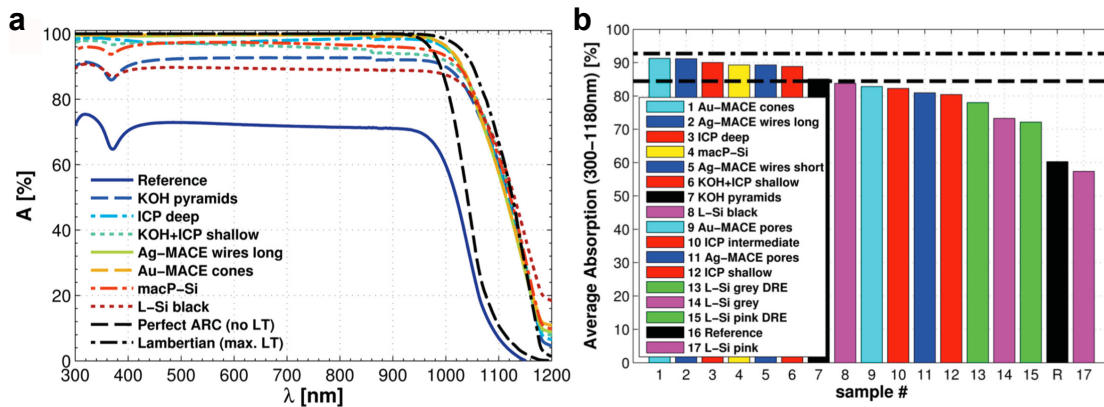 a
A [%]
100
80
60
40
20
0
Reference
KOH pyramids
ICP deep
KOH+ICP shallow
Ag-MACE wires long
Au-MACE cones
macP-Si
L-Si black
Perfect ARC (no LT)
Lambertian (max. LT)
300 400 500 600 700 800 900 1000 1100 1200
λ [nm]
b
Average Absorption (300-1180nm) [%]
100
90
80
70
60
50
40
30
20
10
0
1 Au-MACE cones
2 Ag-MACE wires long
3 ICP deep
4 macP-Si
5 Ag-MACE wires short
6 KOH+ICP shallow
7 KOH pyramids
8 L-Si black
9 Au-MACE pores
10 ICP intermediate
11 Ag-MACE pores
12 ICP shallow
13 L-Si grey DRE
14 L-Si grey
15 L-Si pink DRE
16 Reference
17 L-Si pink
1 2 3 4 5 6 7 8 9 10 11 12 13 14 15 R 17
sample #